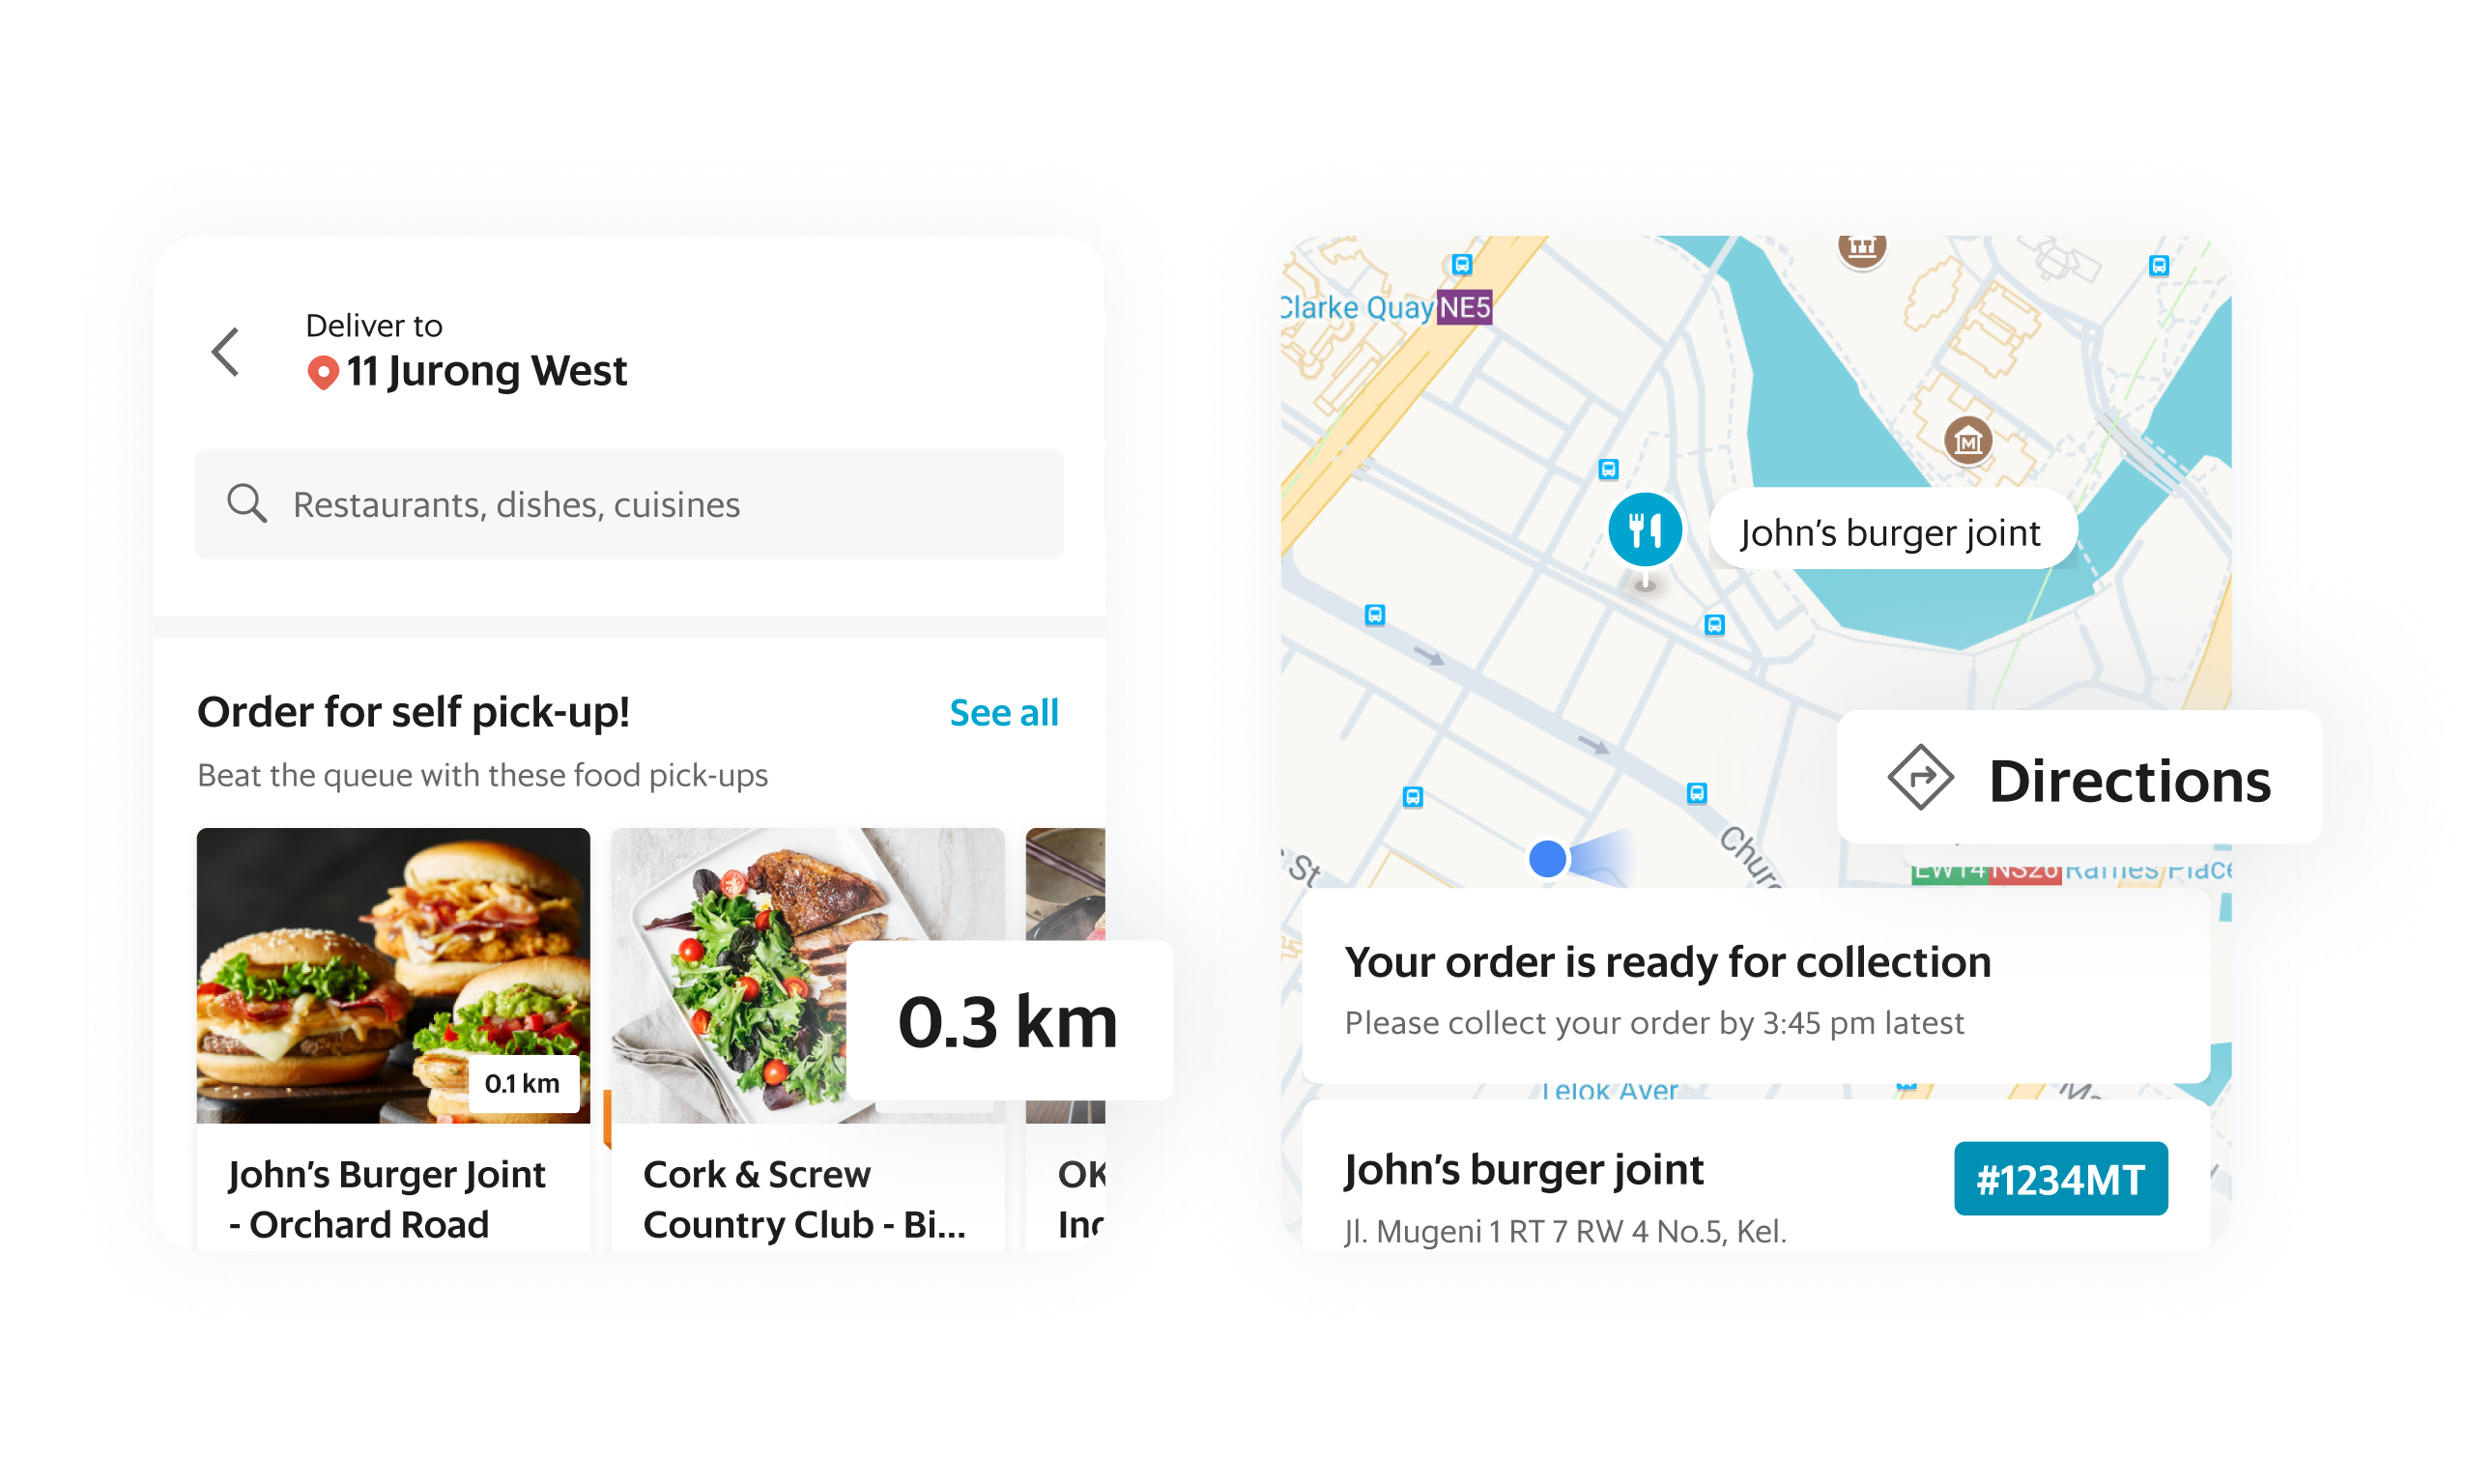 Deliver to
11 Jurong West
Restaurants, dishes, cuisines
Order for self pick-up!
See all
Beat the queue with these food pick-ups
0.1 km
0.3 km
John's Burger Joint
- Orchard Road
Cork & Screw
Country Club - Bi...
OK
Clarke Quay NE5
M
John's burger joint
Directions
St
EW14 NS26 Raffles Place
Your order is ready for collection
Please collect your order by 3:45 pm latest
Telok Ayer
John's burger joint
#1234MT
Jl. Mugeni 1 RT 7 RW 4 No.5, Kel.